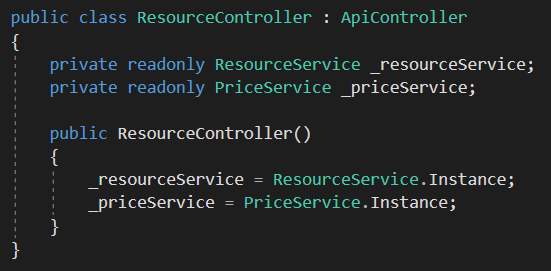 public class ResourceController : ApiController
{
    private readonly ResourceService _resourceService;
    private readonly PriceService _priceService;

    public ResourceController()
    {
        _resourceService = ResourceService.Instance;
        _priceService = PriceService.Instance;
    }
}